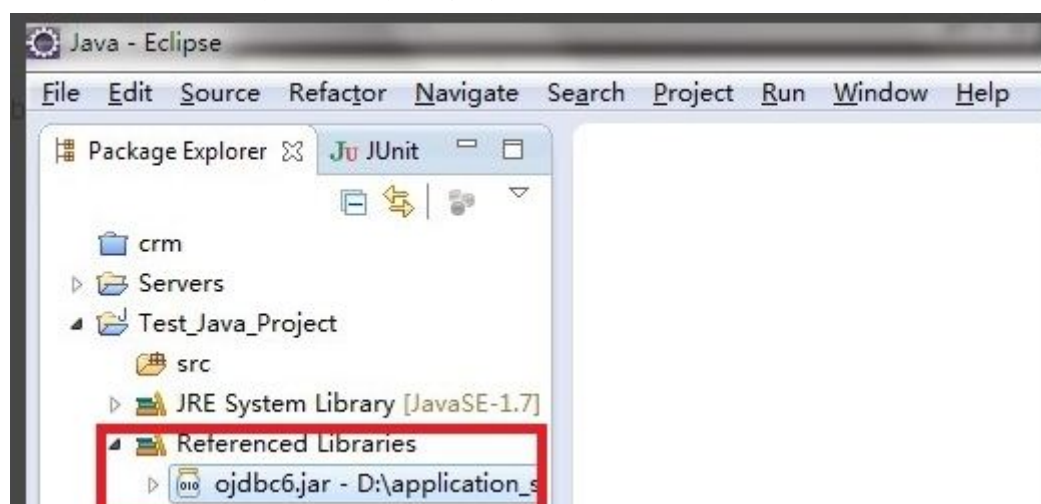 Java - Eclipse
File Edit Source Refactor Navigate Search Project Run Window Help
Package Explorer JUnit
crm
Servers
Test_Java_Project
src
JRE System Library [JavaSE-1.7]
Referenced Libraries
ojdbc6.jar - D:\application_s